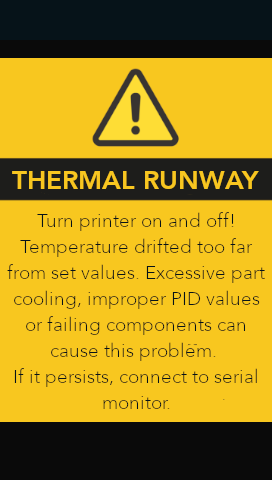 THERMAL RUNWAY
Turn printer on and off!
Temperature drifted too far
from set values. Excessive part
cooling, improper PID values
or failing components can
cause this problem.
If it persists, connect to serial
monitor.